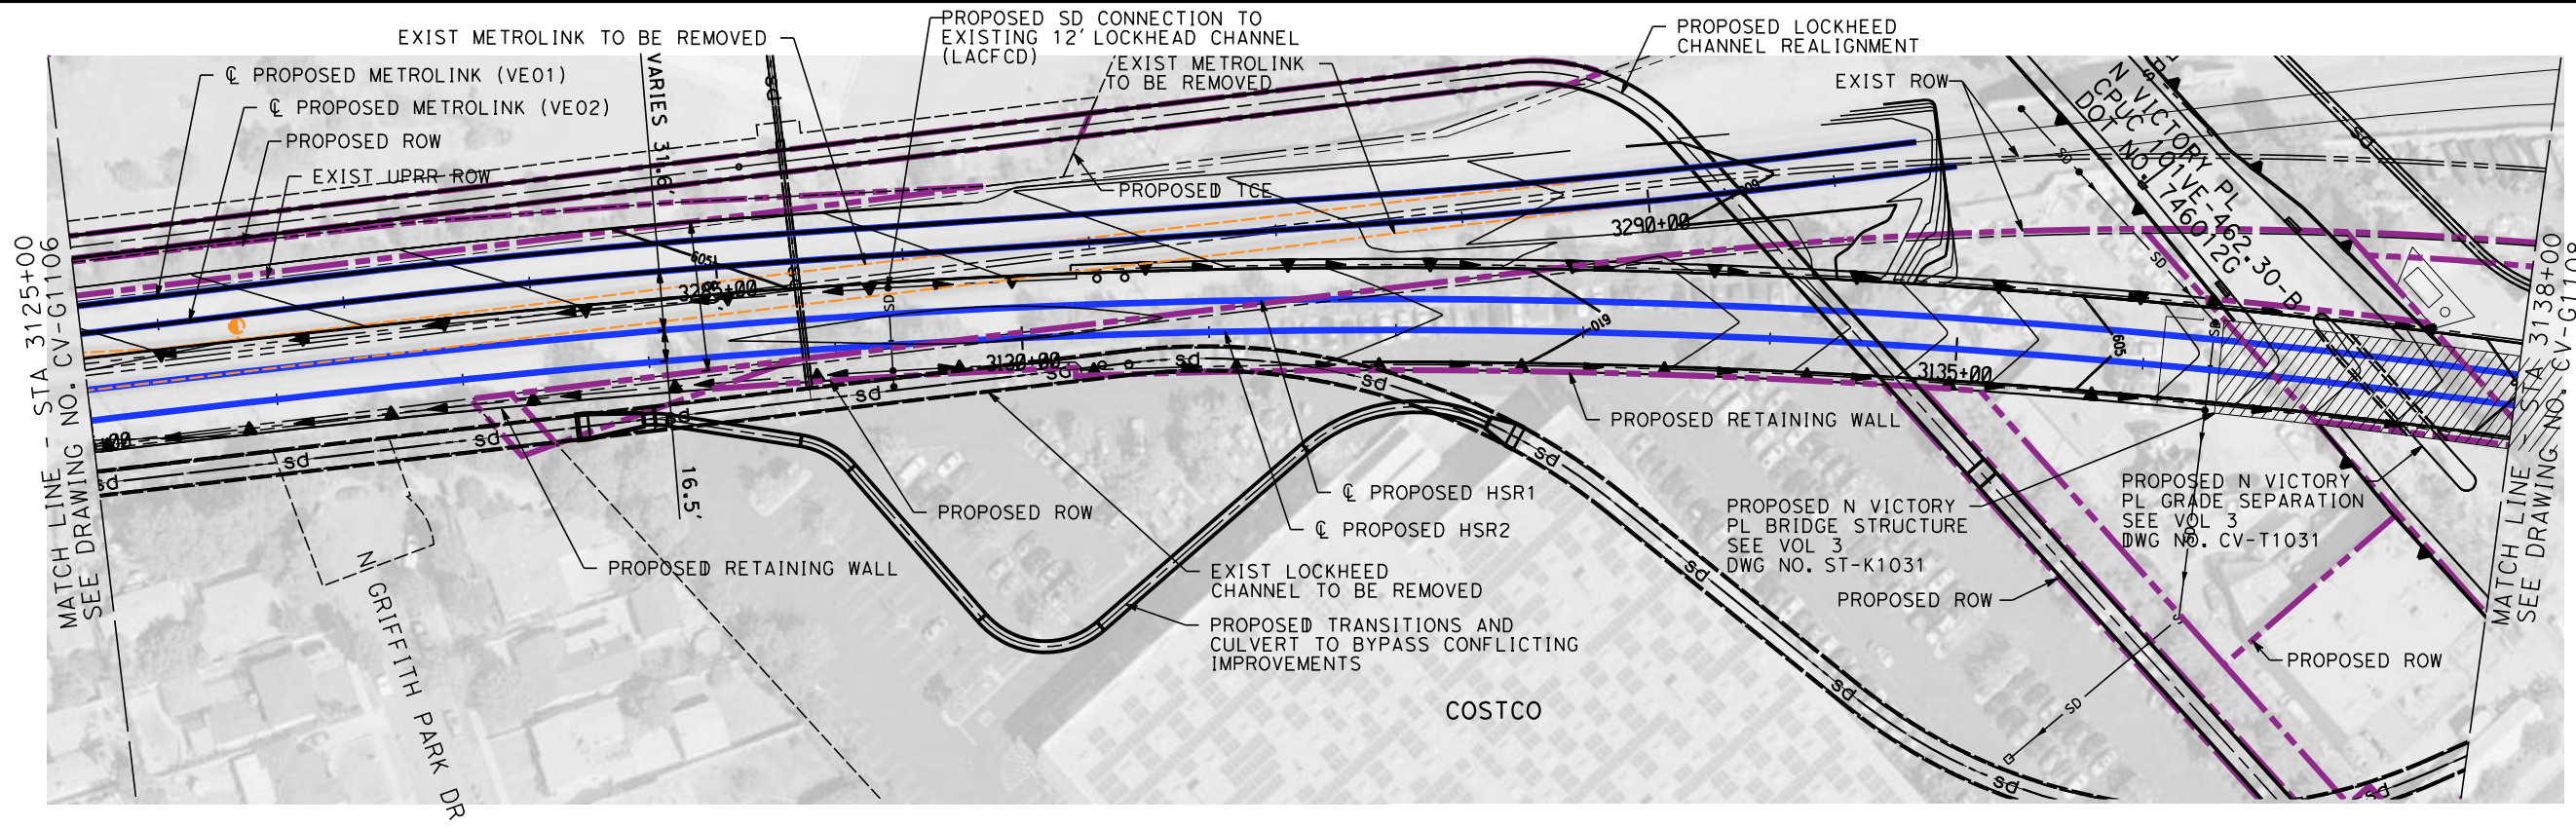 PROPOSED SD CONNECTION TO
EXISTING 12' LOCKHEAD CHANNEL
(LACFCD)
EXIST METROLINK TO BE REMOVED
PROPOSED LOCKHEED
CHANNEL REALIGNMENT
℄ PROPOSED METROLINK (VE01)
℄ PROPOSED METROLINK (VE02)
PROPOSED ROW
EXIST UPRR ROW
VARIES 31.6'
EXIST METROLINK
TO BE REMOVED
EXIST ROW
PROPOSED TCE
N VICTORY PL
CPUC 101VE-462.30-B
DOT NO. 746012G
MATCH LINE - STA 3125+00
SEE DRAWING NO. CV-G1106
3285+00
3290+00
3130+00
3135+00
605
609
610
605
sd
SD
16.5'
PROPOSED RETAINING WALL
PROPOSED ROW
PROPOSED RETAINING WALL
℄ PROPOSED HSR1
℄ PROPOSED HSR2
EXIST LOCKHEED
CHANNEL TO BE REMOVED
PROPOSED TRANSITIONS AND
CULVERT TO BYPASS CONFLICTING
IMPROVEMENTS
PROPOSED N VICTORY
PL BRIDGE STRUCTURE
SEE VOL 3
DWG NO. ST-K1031
PROPOSED N VICTORY
PL GRADE SEPARATION
SEE VOL 3
DWG NO. CV-T1031
PROPOSED ROW
PROPOSED ROW
N GRIFFITH PARK DR
COSTCO
MATCH LINE - STA 3138+00
SEE DRAWING NO. CV-G1108